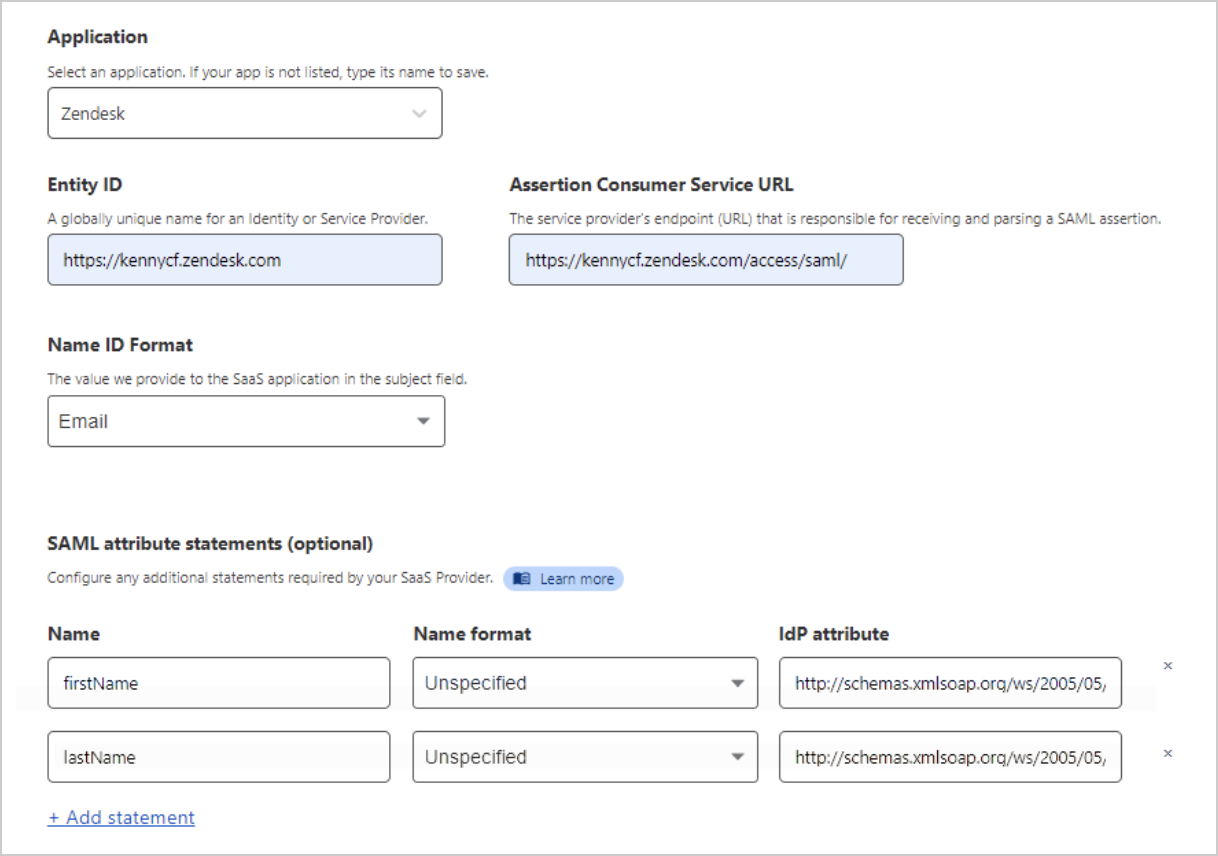 Application
Select an application. If your app is not listed, type its name to save.
Zendesk
Entity ID
A globally unique name for an Identity or Service Provider.
https://kennycf.zendesk.com
Assertion Consumer Service URL
The service provider's endpoint (URL) that is responsible for receiving and parsing a SAML assertion.
https://kennycf.zendesk.com/access/saml/
Name ID Format
The value we provide to the SaaS application in the subject field.
Email
SAML attribute statements (optional)
Configure any additional statements required by your SaaS Provider. Learn more
Name Name format IdP attribute
firstName Unspecified http://schemas.xmlsoap.org/ws/2005/05/ ×
lastName Unspecified http://schemas.xmlsoap.org/ws/2005/05/ ×
+ Add statement